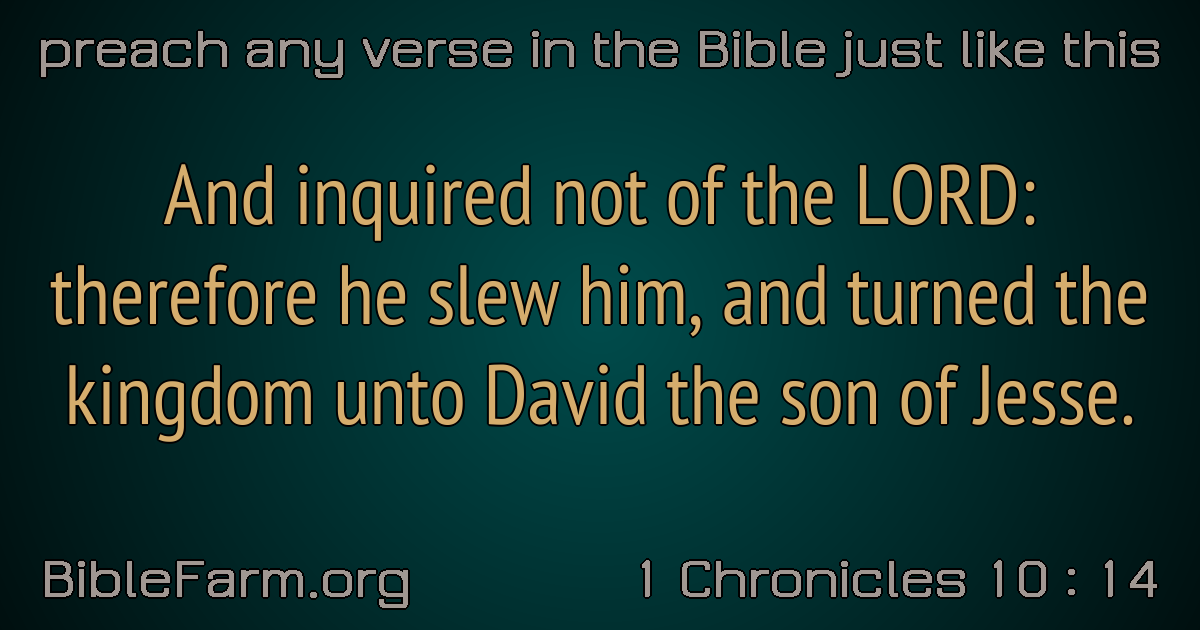 preach any verse in the Bible just like this
And inquired not of the LORD:
therefore he slew him, and turned the
kingdom unto David the son of Jesse.
BibleFarm.org
1 Chronicles 10 : 14